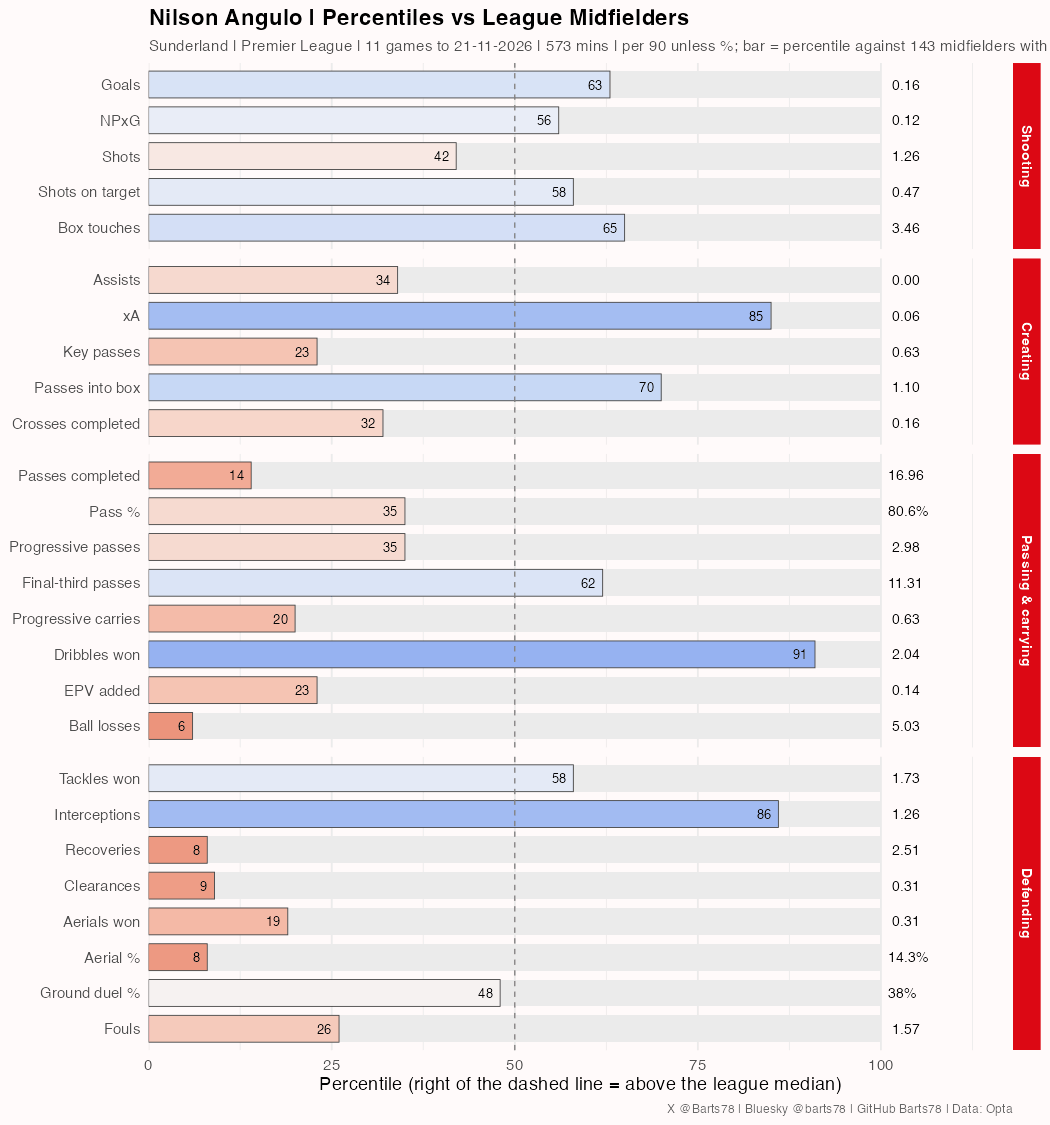 Nilson Angulo | Percentiles vs League Midfielders
Sunderland | Premier League | 11 games to 21-11-2026 | 573 mins | per 90 unless %; bar = percentile against 143 midfielders with
Goals 63 0.16
NPxG 56 0.12
Shots 42 1.26
Shots on target 58 0.47
Box touches 65 3.46
Shooting
Assists 34 0.00
xA 85 0.06
Key passes 23 0.63
Passes into box 70 1.10
Crosses completed 32 0.16
Creating
Passes completed 14 16.96
Pass % 35 80.6%
Progressive passes 35 2.98
Final-third passes 62 11.31
Progressive carries 20 0.63
Dribbles won 91 2.04
EPV added 23 0.14
Ball losses 6 5.03
Passing & carrying
Tackles won 58 1.73
Interceptions 86 1.26
Recoveries 8 2.51
Clearances 9 0.31
Aerials won 19 0.31
Aerial % 8 14.3%
Ground duel % 48 38%
Fouls 26 1.57
Defending
0 25 50 75 100
Percentile (right of the dashed line = above the league median)
X @Barts78 | Bluesky @barts78 | GitHub Barts78 | Data: Opta